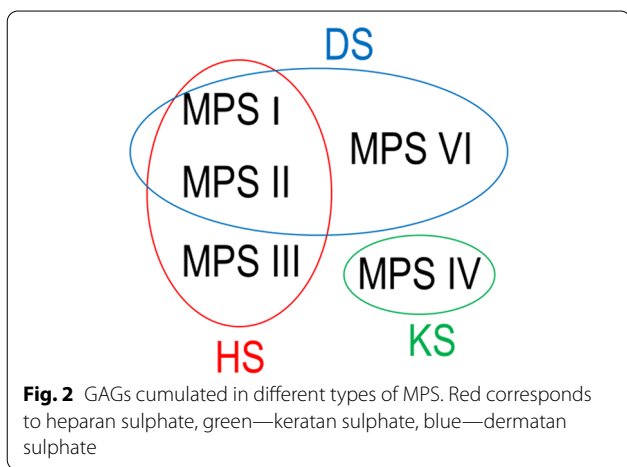 DS
MPS I
MPS VI
MPS II
MPS III
MPS IV
HS
KS
Fig. 2 GAGs cumulated in different types of MPS. Red corresponds
to heparan sulphate, green—keratan sulphate, blue—dermatan
sulphate